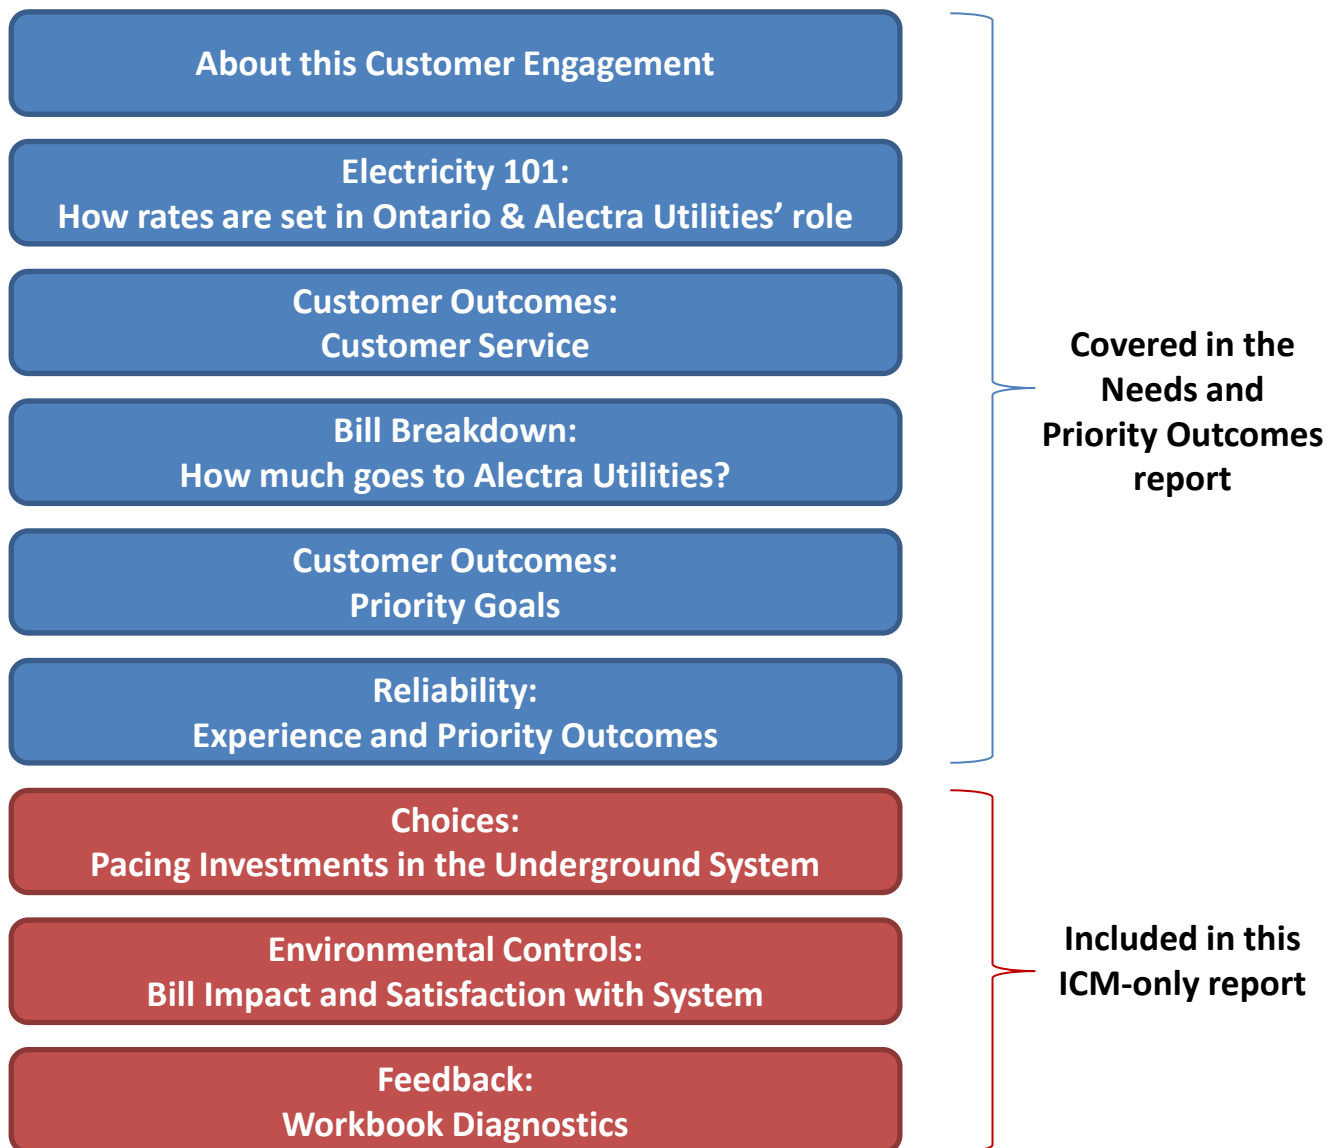 About this Customer Engagement
Electricity 101:
How rates are set in Ontario & Alectra Utilities’ role
Customer Outcomes:
Customer Service
Bill Breakdown:
How much goes to Alectra Utilities?
Customer Outcomes:
Priority Goals
Reliability:
Experience and Priority Outcomes
Covered in the
Needs and
Priority Outcomes
report
Choices:
Pacing Investments in the Underground System
Environmental Controls:
Bill Impact and Satisfaction with System
Feedback:
Workbook Diagnostics
Included in this
ICM-only report